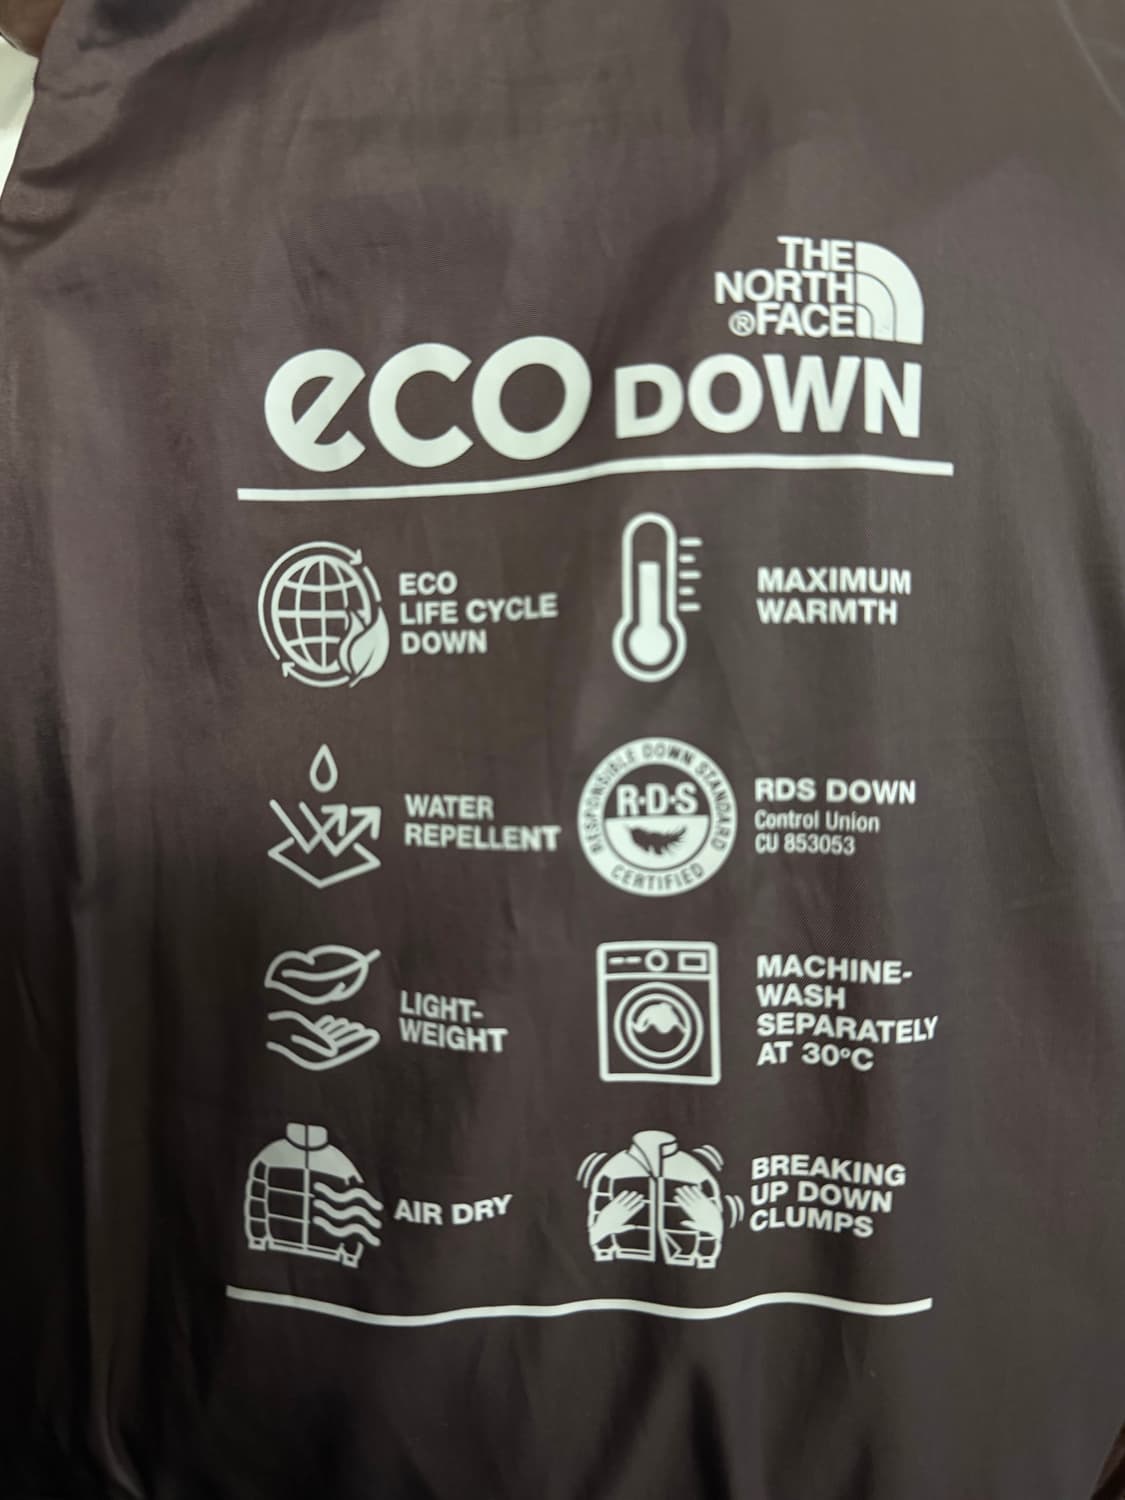 THE
NORTH
®FACE
eco DOWN
ECO
LIFE CYCLE
DOWN
MAXIMUM
WARMTH
WATER
REPELLENT
RESPONSIBLE DOWN STANDARD
R·D·S
CERTIFIED
RDS DOWN
Control Union
CU 853053
LIGHT-
WEIGHT
MACHINE-
WASH
SEPARATELY
AT 30°C
AIR DRY
BREAKING
UP DOWN
CLUMPS